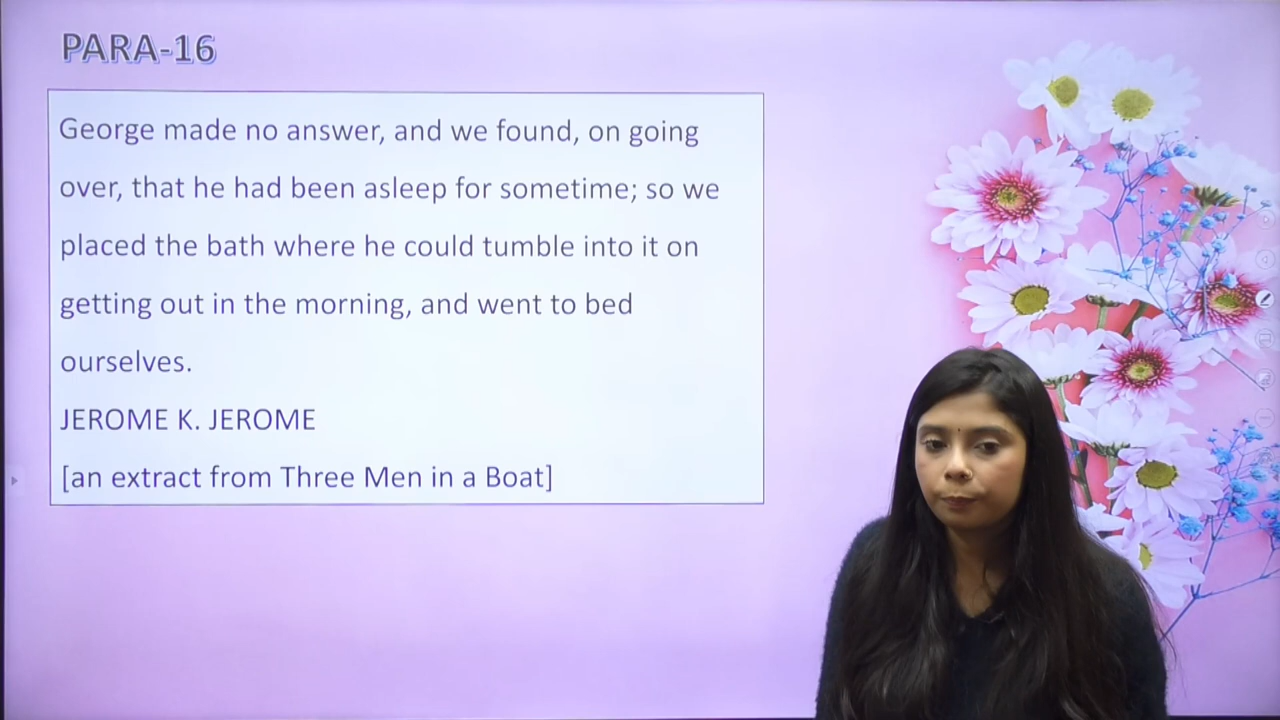 PARA-16
George made no answer, and we found, on going
over, that he had been asleep for sometime; so we
placed the bath where he could tumble into it on
getting out in the morning, and went to bed
ourselves.
JEROME K. JEROME
[an extract from Three Men in a Boat]